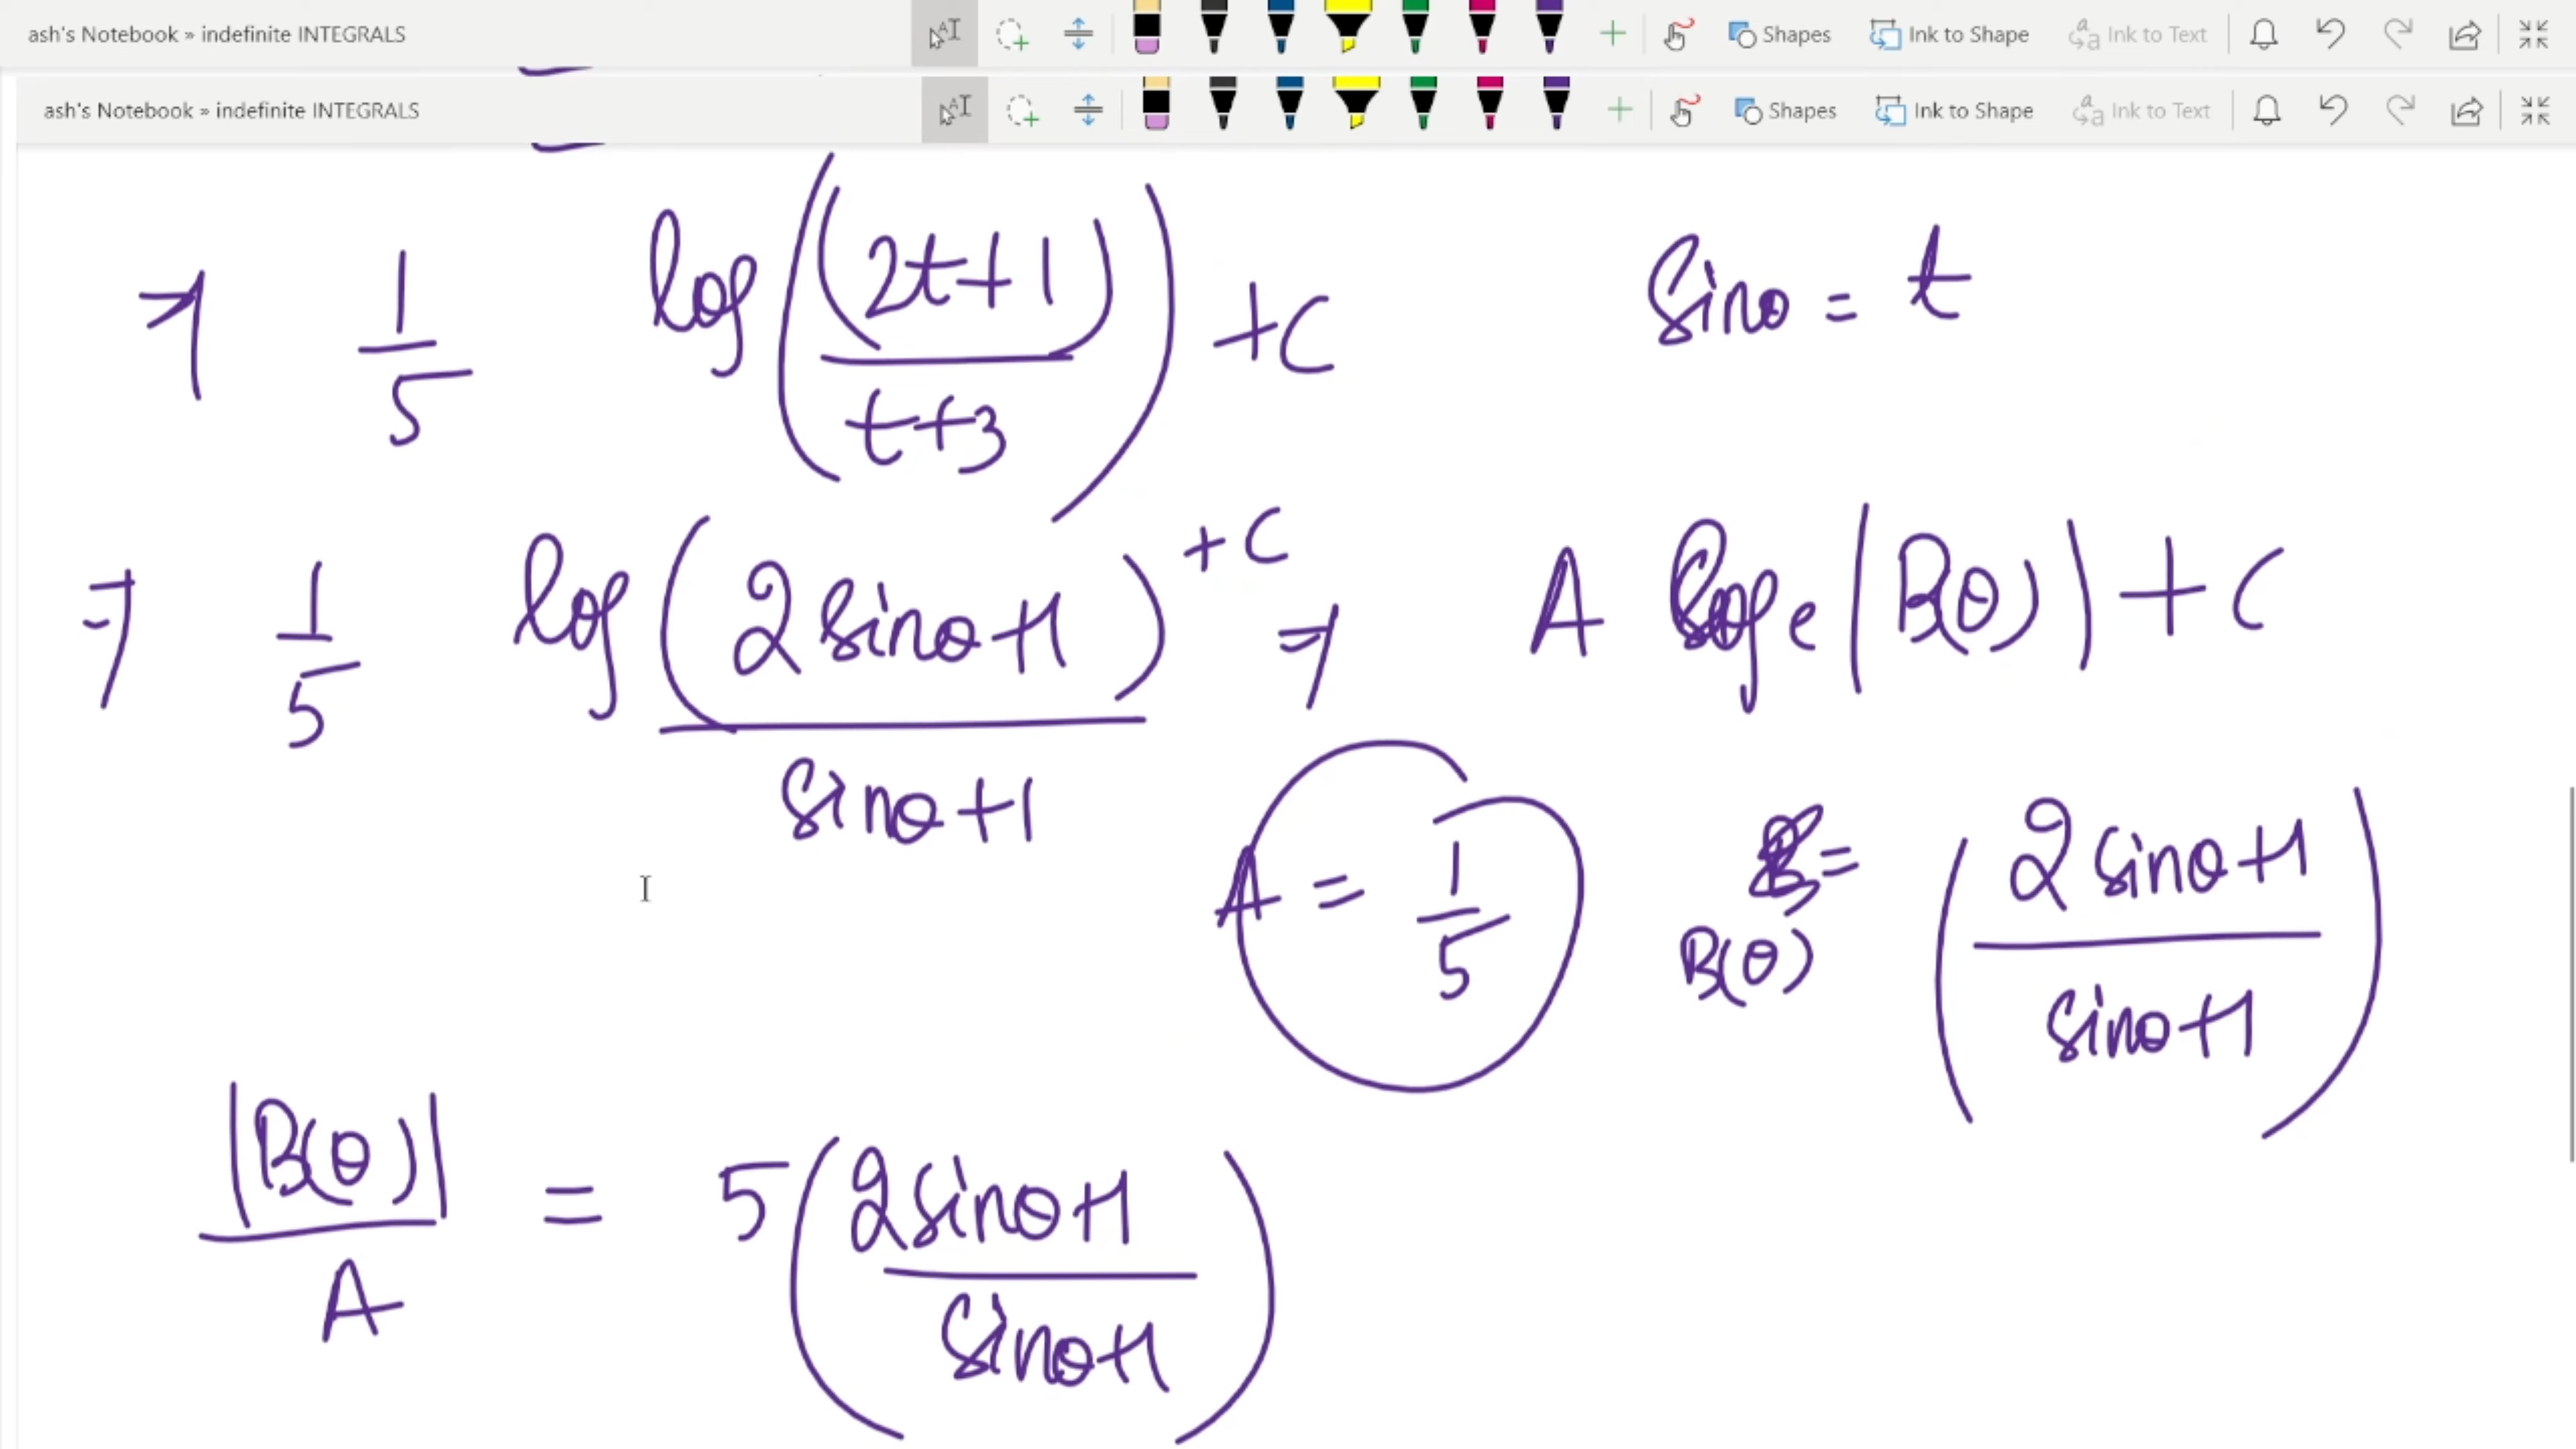 ash's Notebook » indefinite INTEGRALS Shapes Ink to Shape Ink to Text
ash's Notebook » indefinite INTEGRALS Shapes Ink to Shape Ink to Text
⇒ 1/5 log((2t+1)/(t+3)) +C sinθ = t
⇒ 1/5 log(2sinθ+1)/(sinθ+1) +C ⇒ A log e |B(θ)| + C
A = 1/5 B(θ) = ((2sinθ+1)/(sinθ+1))
|B(θ)|/A = 5((2sinθ+1)/(sinθ+1))